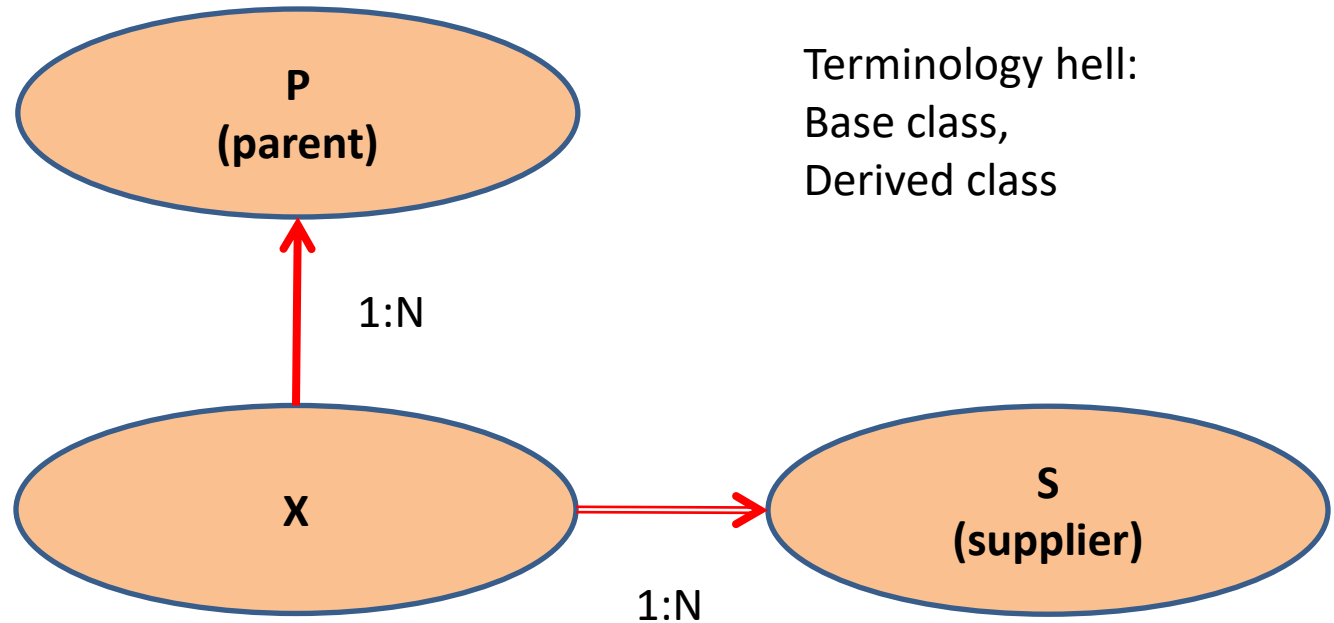 P
(parent)
Terminology hell:
Base class,
Derived class
1:N
X
S
(supplier)
1:N